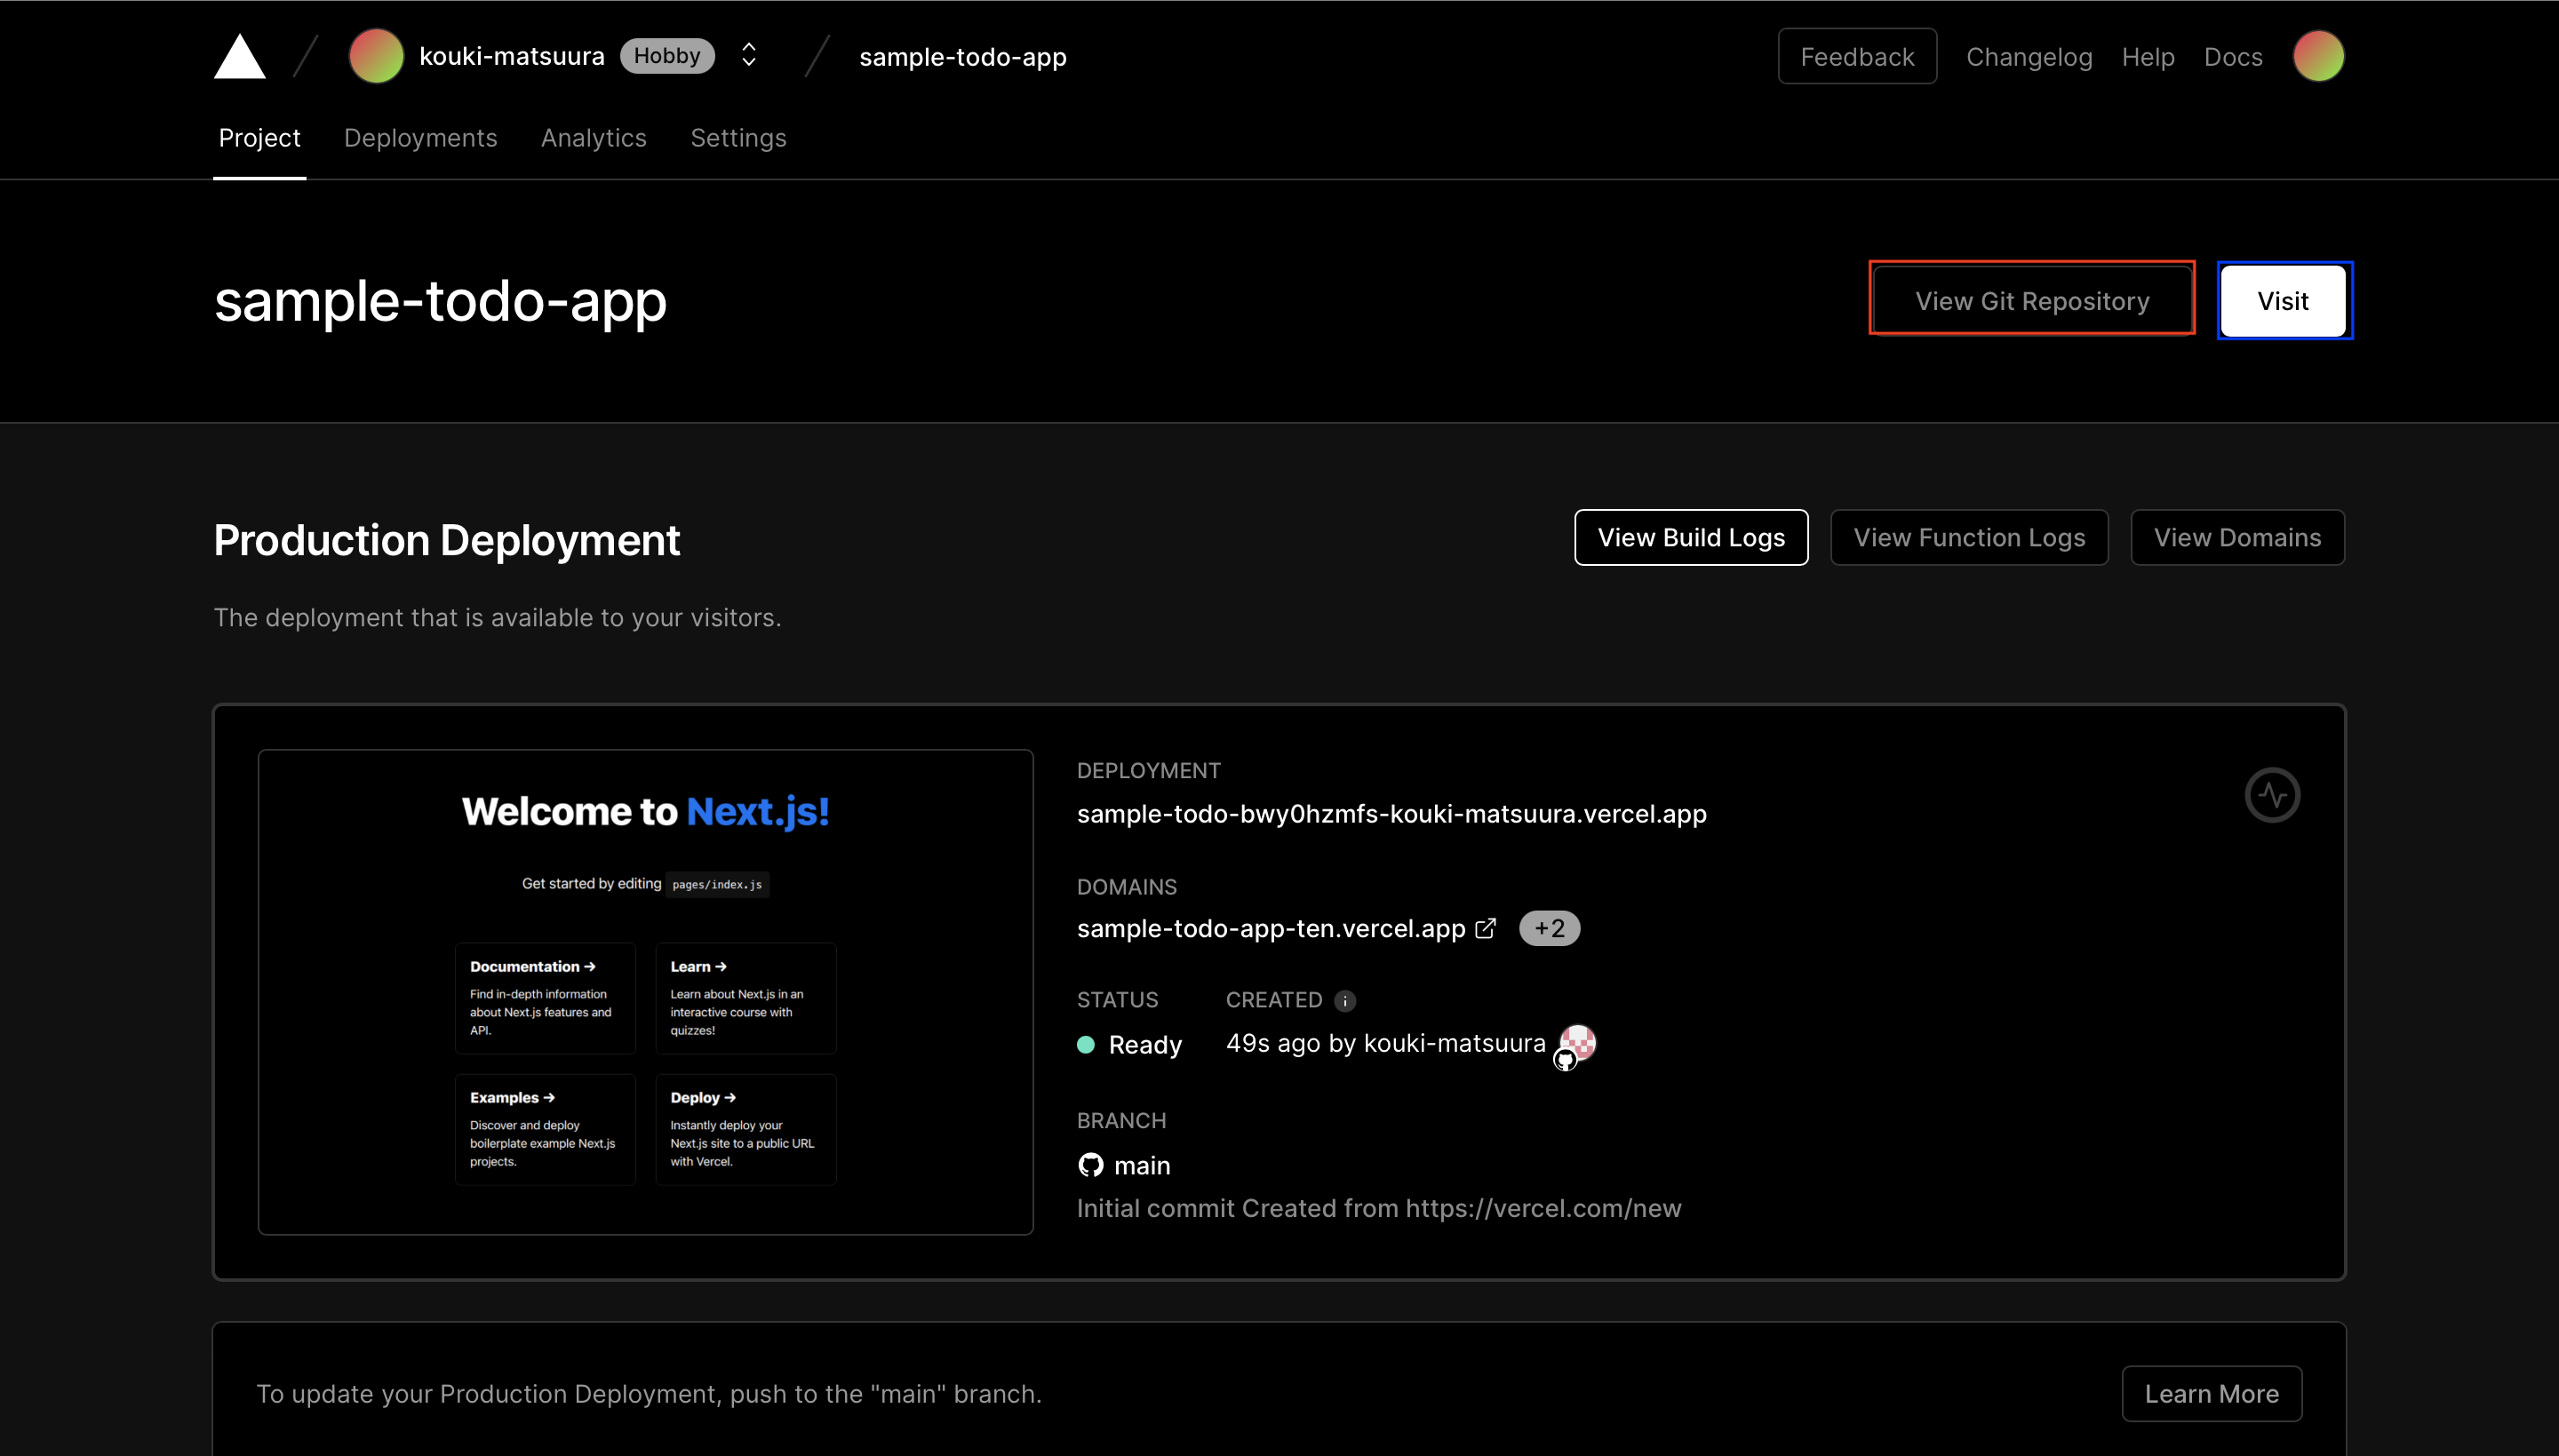 kouki-matsuura Hobby sample-todo-app Feedback Changelog Help Docs
Project Deployments Analytics Settings
sample-todo-app View Git Repository Visit
Production Deployment View Build Logs View Function Logs View Domains
The deployment that is available to your visitors.
Welcome to Next.js!
Get started by editing pages/index.js
Documentation →
Find in-depth information
about Next.js features and
API.
Learn →
Learn about Next.js in an
interactive course with
quizzes!
Examples →
Discover and deploy
boilerplate example Next.js
projects.
Deploy →
Instantly deploy your
Next.js site to a public URL
with Vercel.
DEPLOYMENT
sample-todo-bwy0hzmfs-kouki-matsuura.vercel.app
DOMAINS
sample-todo-app-ten.vercel.app +2
STATUS CREATED
Ready 49s ago by kouki-matsuura
BRANCH
main
Initial commit Created from https://vercel.com/new
To update your Production Deployment, push to the "main" branch. Learn More